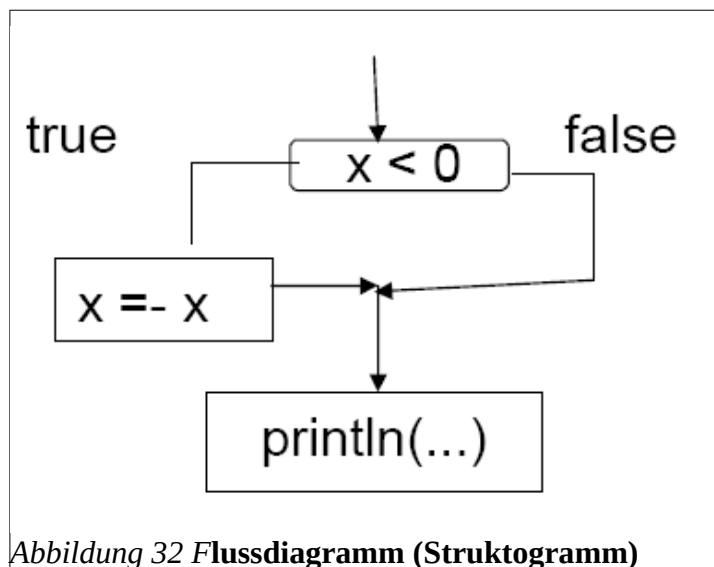 true
false
x < 0
x =- x
println(...)
Abbildung 32 Flussdiagramm (Struktogramm)